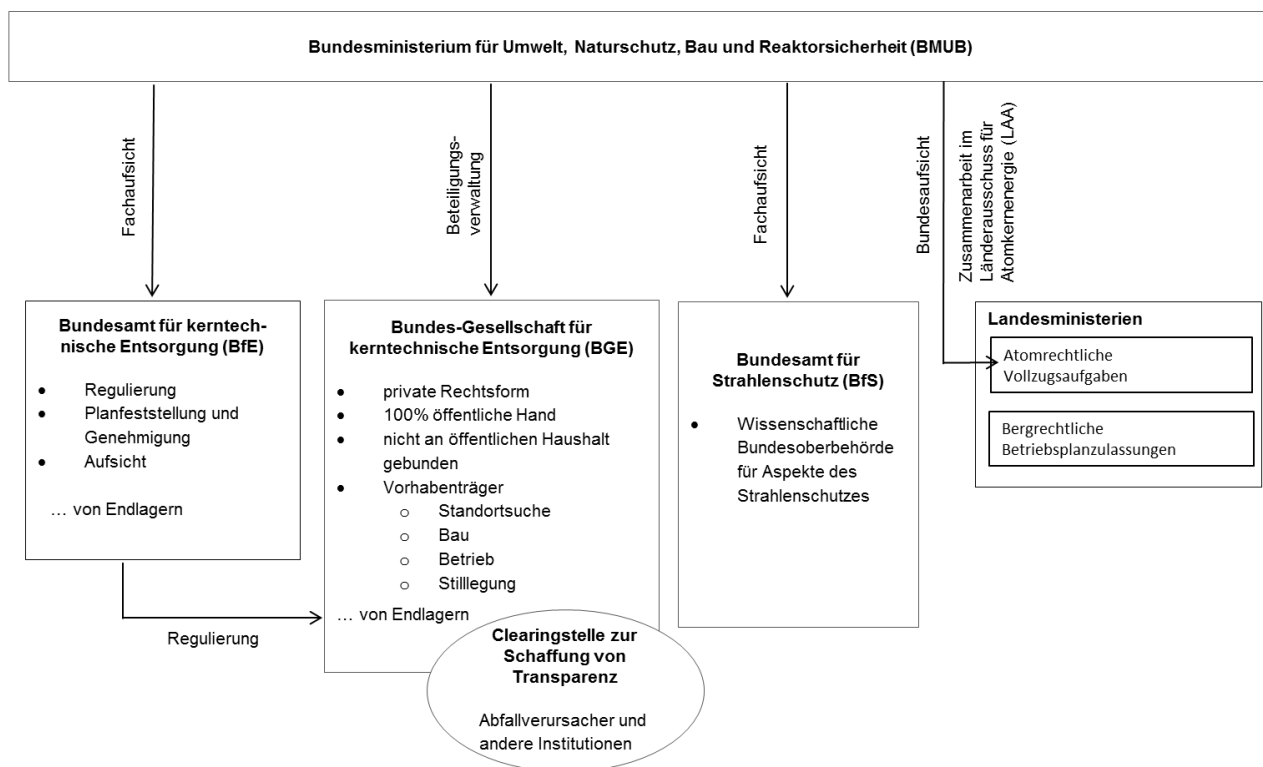 Bundesministerium für Umwelt, Naturschutz, Bau und Reaktorsicherheit (BMUB)
Fachaufsicht
Beteiligungs-
verwaltung
Fachaufsicht
Bundesaufsicht
Zusammenarbeit im
Länderausschuss für
Atomkernenergie (LAA)
Bundesamt für kerntech-
nische Entsorgung (BfE)
• Regulierung
• Planfeststellung und
Genehmigung
• Aufsicht
… von Endlagern
Regulierung
Bundes-Gesellschaft für
kerntechnische Entsorgung (BGE)
• private Rechtsform
• 100% öffentliche Hand
• nicht an öffentlichen Haushalt
gebunden
• Vorhabenträger
o Standortsuche
o Bau
o Betrieb
o Stilllegung
… von Endlagern
Clearingstelle zur
Schaffung von
Transparenz
Abfallverursacher und
andere Institutionen
Bundesamt für
Strahlenschutz (BfS)
• Wissenschaftliche
Bundesoberbehörde
für Aspekte des
Strahlenschutzes
Landesministerien
Atomrechtliche
Vollzugsaufgaben
Bergrechtliche
Betriebsplanzulassungen